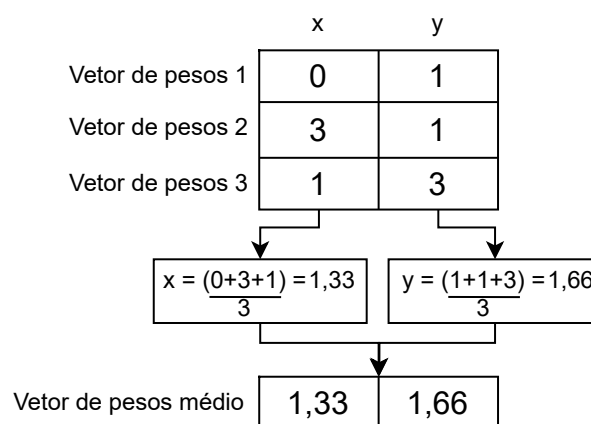 x y
Vetor de pesos 1 0 1
Vetor de pesos 2 3 1
Vetor de pesos 3 1 3
x = (0+3+1) = 1,33 y = (1+1+3) = 1,66
3 3
Vetor de pesos médio 1,33 1,66